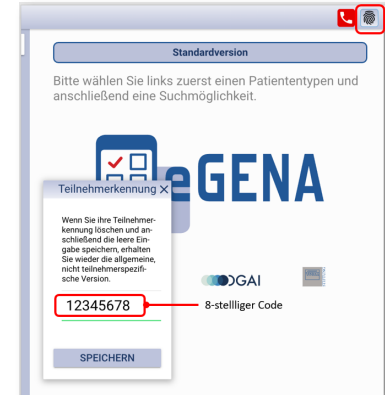 Standardversion
Bitte wählen Sie links zuerst einen Patiententypen und
anschließend eine Suchmöglichkeit.
eGENA
Teilnehmerkennung ×
Wenn Sie ihre Teilnehmer-
kennung löschen und an-
schließend die leere Ein-
gabe speichern, erhalten
Sie wieder die allgemeine,
nicht teilnehmerspezifi-
sche Version.
DGAI
12345678
8-stellliger Code
SPEICHERN